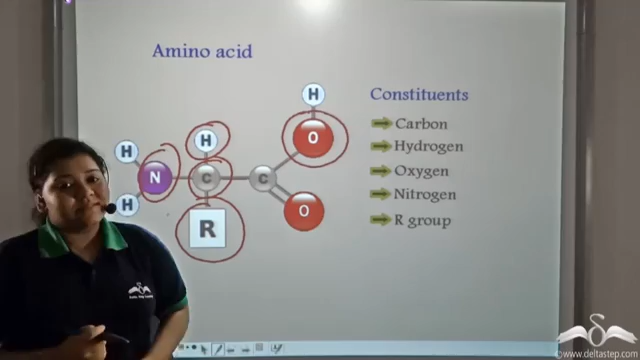 Amino acid
H
H
O
Constituents
Carbon
Hydrogen
Oxygen
Nitrogen
R group
H
N
C
C
H
R
O
©www.deltastep.com